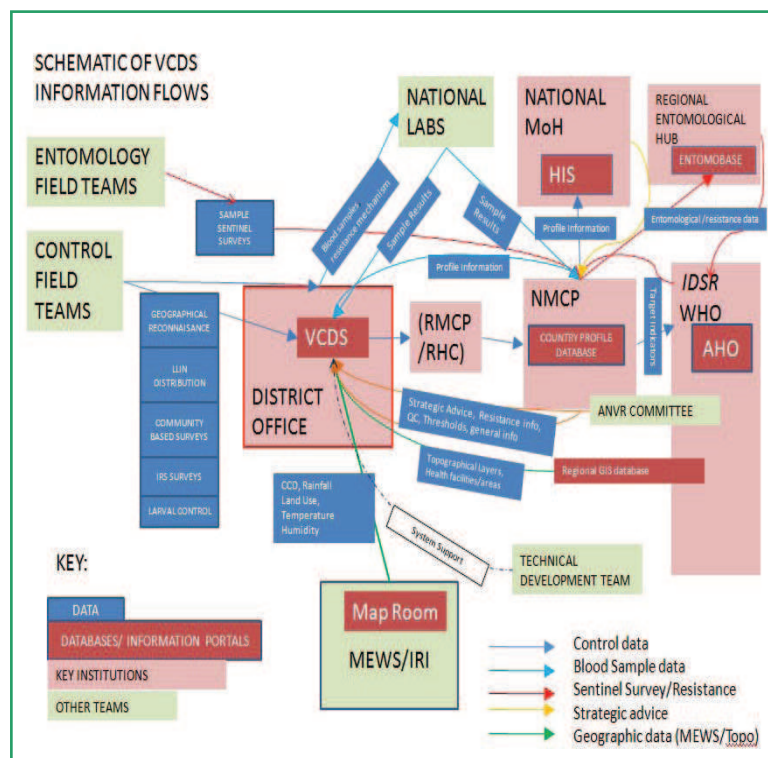 SCHEMATIC OF VCDS
INFORMATION FLOWS
NATIONAL
LABS
NATIONAL
MoH
HIS
REGIONAL
ENTOMOLOGICAL
HUB
ENTOMOBASE
ENTOMOLOGY
FIELD TEAMS
SAMPLE
SENTINEL
SURVEYS
Blood samples
resistance mechanism
Sample Results
Sample
Results
Profile Information
Entomological /resistance data
CONTROL
FIELD
TEAMS
Profile Information
GEOGRAPHICAL
RECONNAISANCE
LLIN
DISTRIBUTION
COMMUNITY
BASED SURVEYS
IRS SURVEYS
LARVAL CONTROL
VCDS
DISTRICT
OFFICE
(RMCP
/RHC)
NMCP
COUNTRY PROFILE
DATABASE
Target indicators
IDSR
WHO
AHO
Strategic Advice, Resistance info,
QC, Thresholds, general info
ANVR COMMITTEE
Topographical layers,
Health facilities/areas
Regional GIS database
CCD, Rainfall
Land Use,
Temperature
Humidity
System Support
TECHNICAL
DEVELOPMENT TEAM
Map Room
MEWS/IRI
KEY:
DATA
DATABASES/ INFORMATION PORTALS
KEY INSTITUTIONS
OTHER TEAMS
Control data
Blood Sample data
Sentinel Survey/Resistance
Strategic advice
Geographic data (MEWS/Topo)